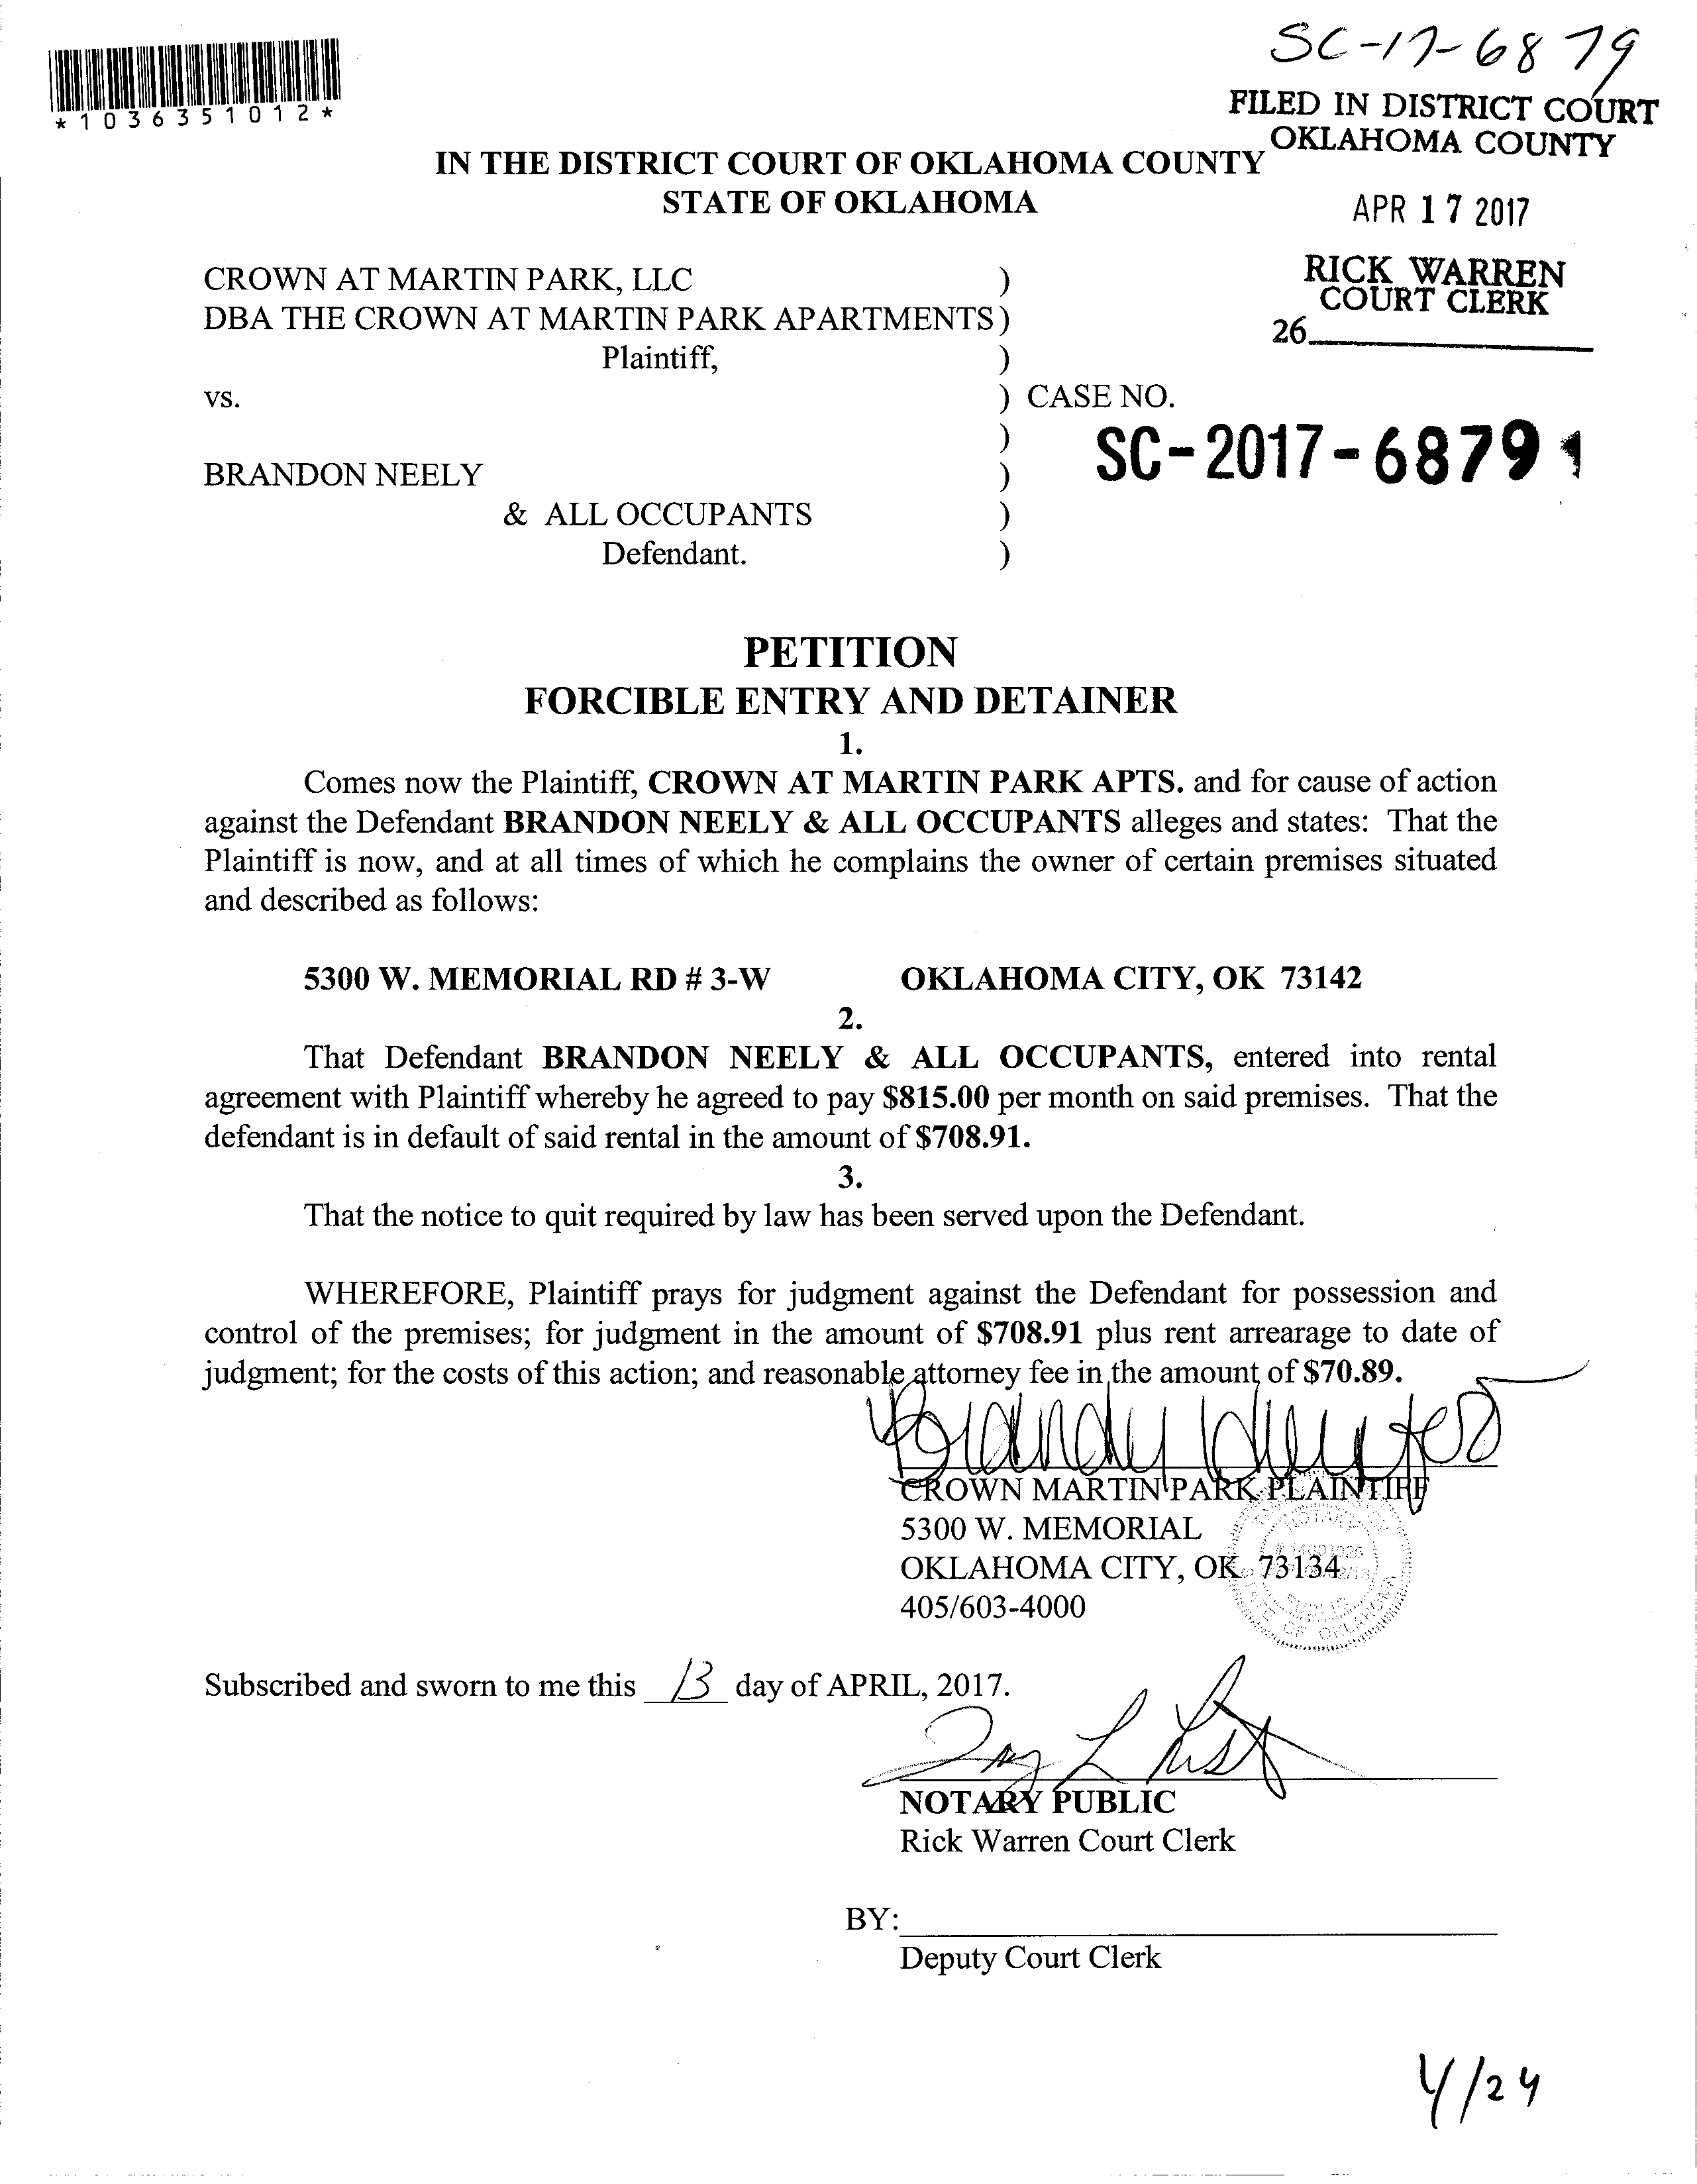 SC-17-6879
*1036351012*
FILED IN DISTRICT COURT
OKLAHOMA COUNTY
IN THE DISTRICT COURT OF OKLAHOMA COUNTY
STATE OF OKLAHOMA
APR 17 2017
RICK WARREN
COURT CLERK
26
CROWN AT MARTIN PARK, LLC )
DBA THE CROWN AT MARTIN PARK APARTMENTS )
Plaintiff, )
vs. ) CASE NO.
)
SC-2017-6879
BRANDON NEELY )
& ALL OCCUPANTS )
Defendant. )
PETITION
FORCIBLE ENTRY AND DETAINER
1.
Comes now the Plaintiff, CROWN AT MARTIN PARK APTS. and for cause of action
against the Defendant BRANDON NEELY & ALL OCCUPANTS alleges and states: That the
Plaintiff is now, and at all times of which he complains the owner of certain premises situated
and described as follows:
5300 W. MEMORIAL RD # 3-W OKLAHOMA CITY, OK 73142
2.
That Defendant BRANDON NEELY & ALL OCCUPANTS, entered into rental
agreement with Plaintiff whereby he agreed to pay $815.00 per month on said premises. That the
defendant is in default of said rental in the amount of $708.91.
3.
That the notice to quit required by law has been served upon the Defendant.
WHEREFORE, Plaintiff prays for judgment against the Defendant for possession and
control of the premises; for judgment in the amount of $708.91 plus rent arrearage to date of
judgment; for the costs of this action; and reasonable attorney fee in the amount of $70.89.
Brandy
CROWN MARTIN PARK PLAINTIFF
5300 W. MEMORIAL
OKLAHOMA CITY, OK 73134
405/603-4000
NOTARY
PUBLIC
STATE OF OKLAHOMA
Subscribed and sworn to me this 13 day of APRIL, 2017.
NOTARY PUBLIC
Rick Warren Court Clerk
BY:
Deputy Court Clerk
4/24